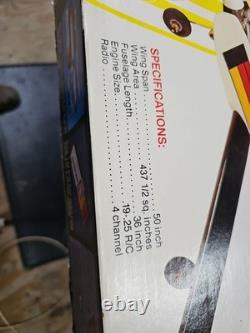 SPECIFICATIONS:
Wing Span 50 inch
Wing Area 437 1/2 sq. inches
Fuselage Length 36 inch
Engine Size 19-.25 R/C
Radio 4 channel